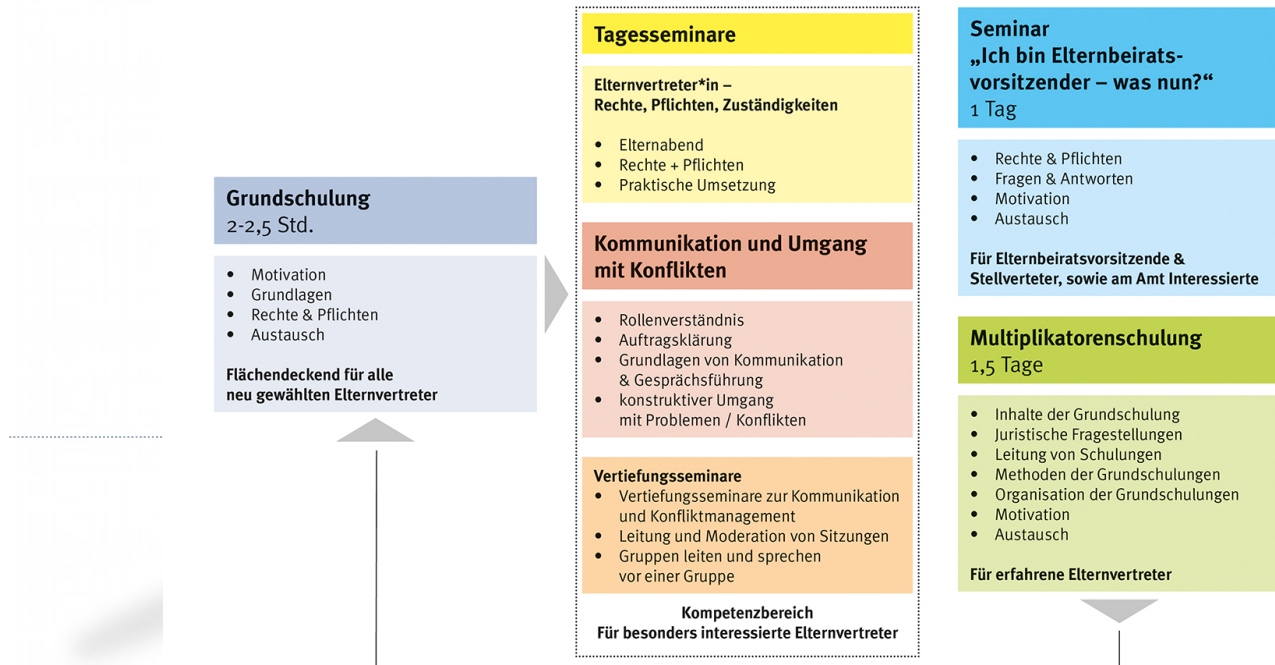 Grundschulung
2-2,5 Std.
• Motivation
• Grundlagen
• Rechte & Pflichten
• Austausch
Flächendeckend für alle
neu gewählten Elternvertreter
Tagesseminare
Elternvertreter*in –
Rechte, Pflichten, Zuständigkeiten
• Elternabend
• Rechte + Pflichten
• Praktische Umsetzung
Kommunikation und Umgang
mit Konflikten
• Rollenverständnis
• Auftragsklärung
• Grundlagen von Kommunikation
& Gesprächsführung
• konstruktiver Umgang
mit Problemen / Konflikten
Vertiefungsseminare
• Vertiefungsseminare zur Kommunikation
und Konfliktmanagement
• Leitung und Moderation von Sitzungen
• Gruppen leiten und sprechen
vor einer Gruppe
Kompetenzbereich
Für besonders interessierte Elternvertreter
Seminar
„Ich bin Elternbeirats-
vorsitzender – was nun?“
1 Tag
• Rechte & Pflichten
• Fragen & Antworten
• Motivation
• Austausch
Für Elternbeiratsvorsitzende &
Stellverteter, sowie am Amt Interessierte
Multiplikatorenschulung
1,5 Tage
• Inhalte der Grundschulung
• Juristische Fragestellungen
• Leitung von Schulungen
• Methoden der Grundschulungen
• Organisation der Grundschulungen
• Motivation
• Austausch
Für erfahrene Elternvertreter